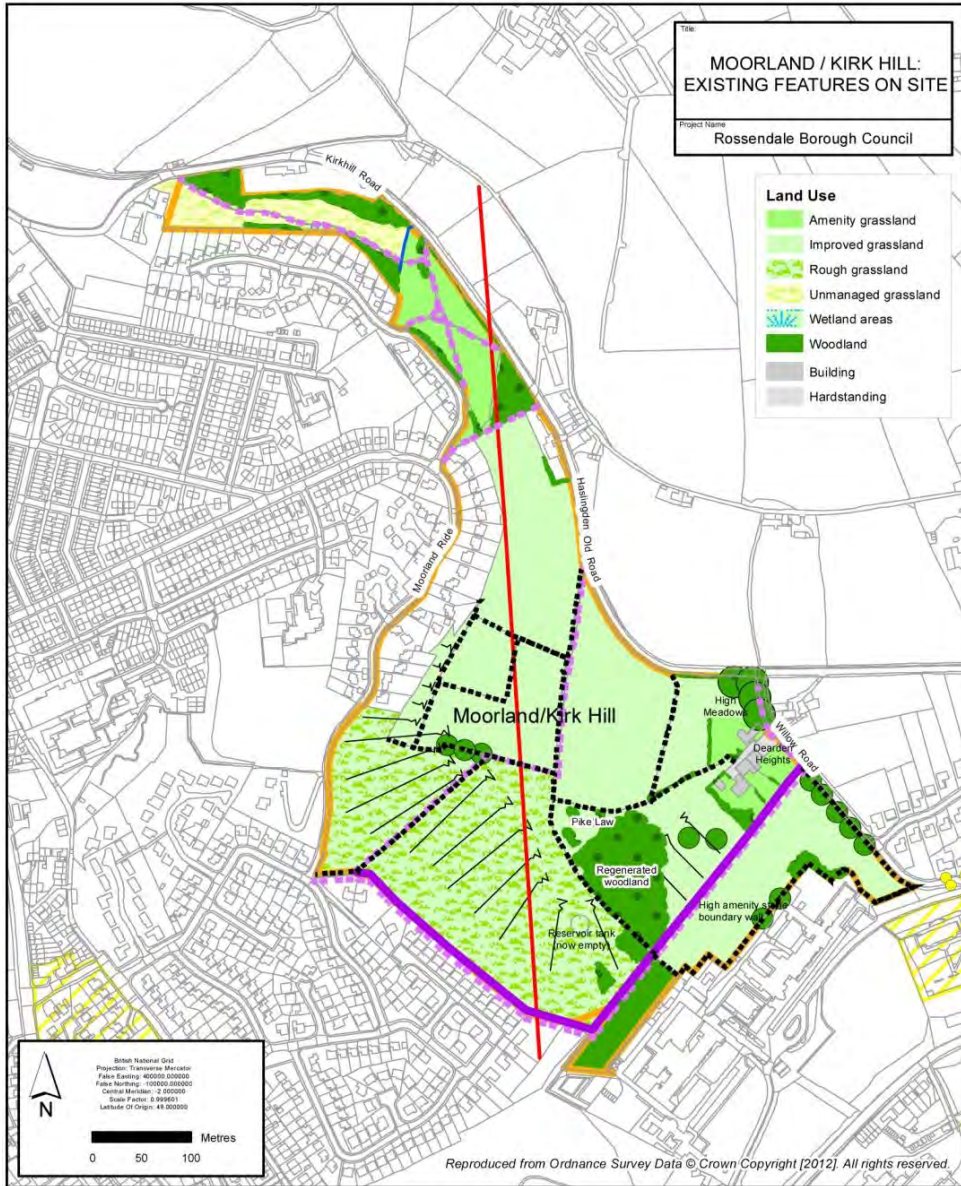 Title:
MOORLAND / KIRK HILL:
EXISTING FEATURES ON SITE
Project Name
Rossendale Borough Council
Land Use
Amenity grassland
Improved grassland
Rough grassland
Unmanaged grassland
Wetland areas
Woodland
Building
Hardstanding
Kirkhill Road
Haslingden Old Road
Moorland Ride
Moorland/Kirk Hill
High
Meadows
Willow Road
Dearden
Heights
Pike Law
Regenerated
woodland
High amenity stone
boundary wall
Reservoir tank
(now empty)
British National Grid
Projection: Transverse Mercator
False Easting: 400000.000000
False Northing: -100000.000000
Central Meridian: -2.000000
Scale Factor: 0.999601
Latitude Of Origin: 49.000000
N
Metres
0 50 100
Reproduced from Ordnance Survey Data © Crown Copyright [2012]. All rights reserved.